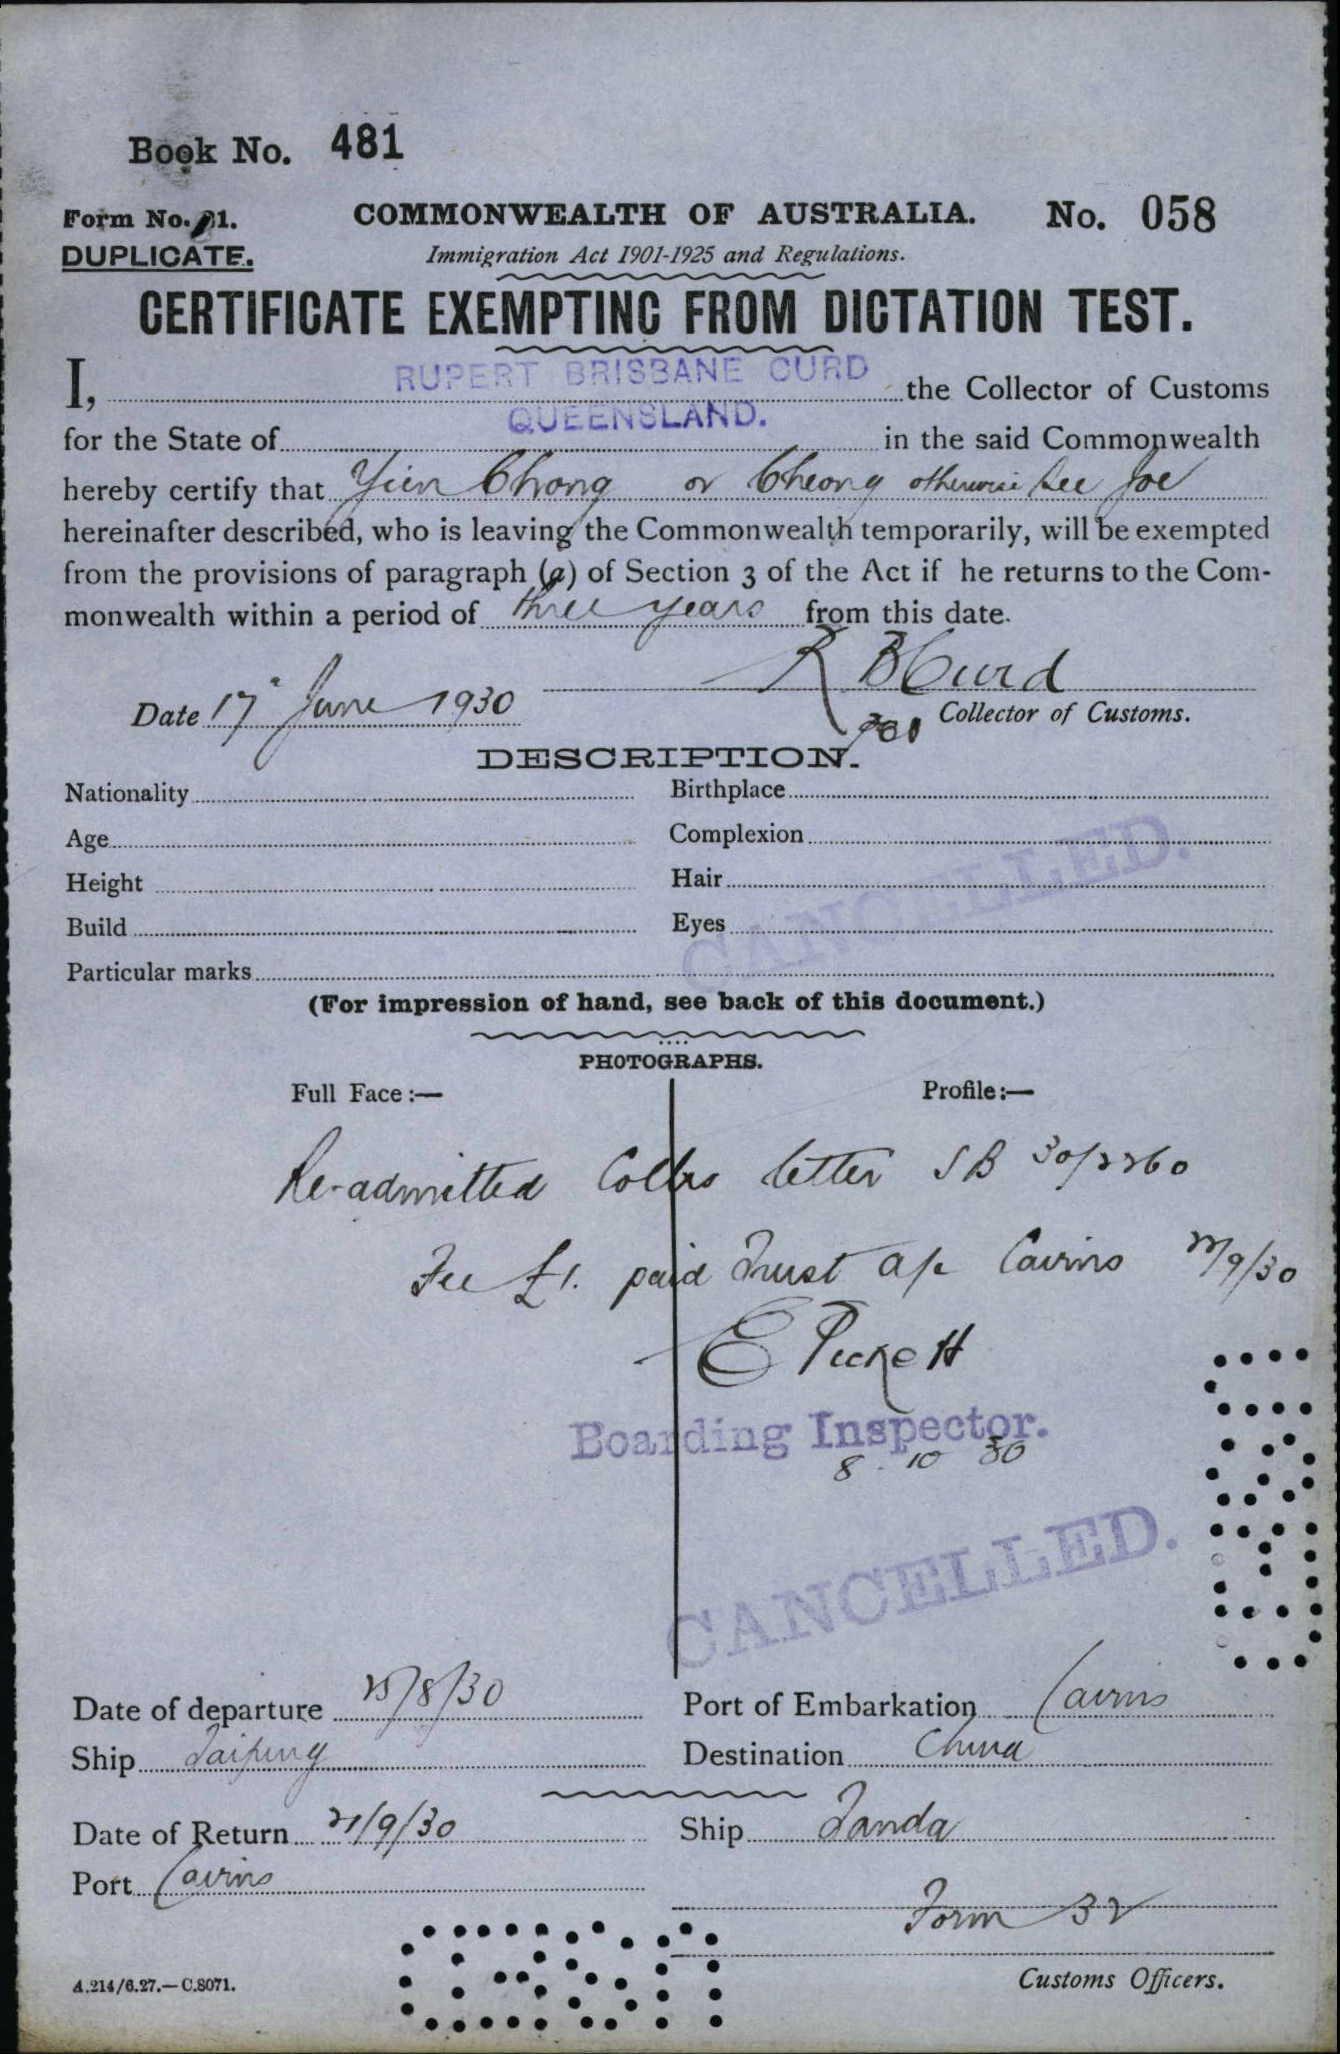 Book No. 481
Form No. 21. COMMONWEALTH OF AUSTRALIA. No. 058
DUPLICATE. Immigration Act 1901-1925 and Regulations.
CERTIFICATE EXEMPTING FROM DICTATION TEST.
I, RUPERT BRISBANE CURD the Collector of Customs
for the State of QUEENSLAND. in the said Commonwealth
hereby certify that Yien Chong or Cheong otherwise See Joe
hereinafter described, who is leaving the Commonwealth temporarily, will be exempted
from the provisions of paragraph (a) of Section 3 of the Act if he returns to the Com-
monwealth within a period of three years from this date.
R B Curd
Date 17 June 1930 Collector of Customs.
DESCRIPTION.
Nationality Birthplace
Age Complexion
Height Hair
Build Eyes
Particular marks
CANCELLED.
(For impression of hand, see back of this document.)
PHOTOGRAPHS.
Full Face:— Profile:—
Re-admitted Collrs letter SB 30/2260
Fee £1. paid Trust a/c Cairns 22/9/30
E Pickett
Boarding Inspector.
8 . 10 30
CANCELLED.
Date of departure 25/8/30 Port of Embarkation Cairns
Ship Taiping Destination China
Date of Return 21/9/30 Ship Tanda
Port Cairns
Form 32
A.214/6.27.—C.8071. Customs Officers.